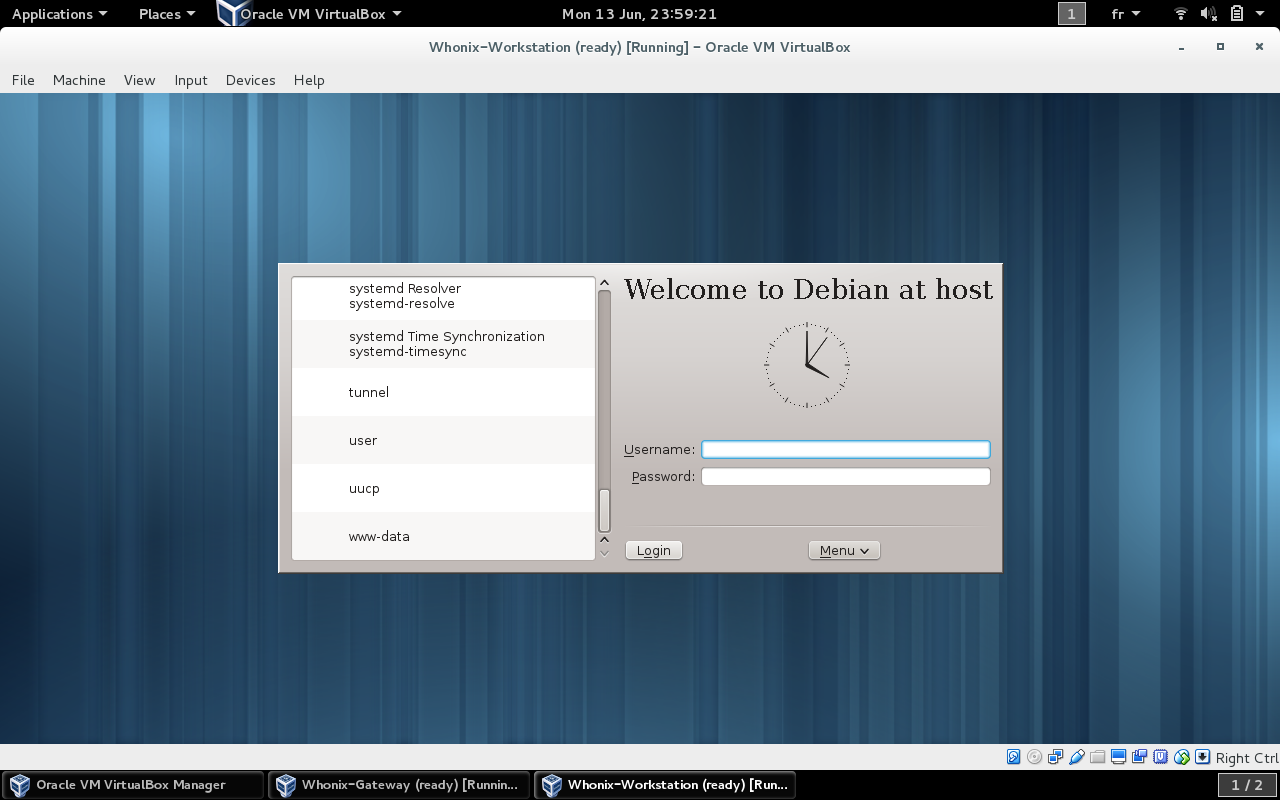 Applications
Places
Oracle VM VirtualBox
Mon 13 Jun, 23:59:21
1
fr
Whonix-Workstation (ready) [Running] - Oracle VM VirtualBox
File
Machine
View
Input
Devices
Help
systemd Resolver
systemd-resolve
systemd Time Synchronization
systemd-timesync
tunnel
user
uucp
www-data
Welcome to Debian at host
Username:
Password:
Login
Menu
Right Ctrl
Oracle VM VirtualBox Manager
Whonix-Gateway (ready) [Runnin...
Whonix-Workstation (ready) [Run...
1 / 2